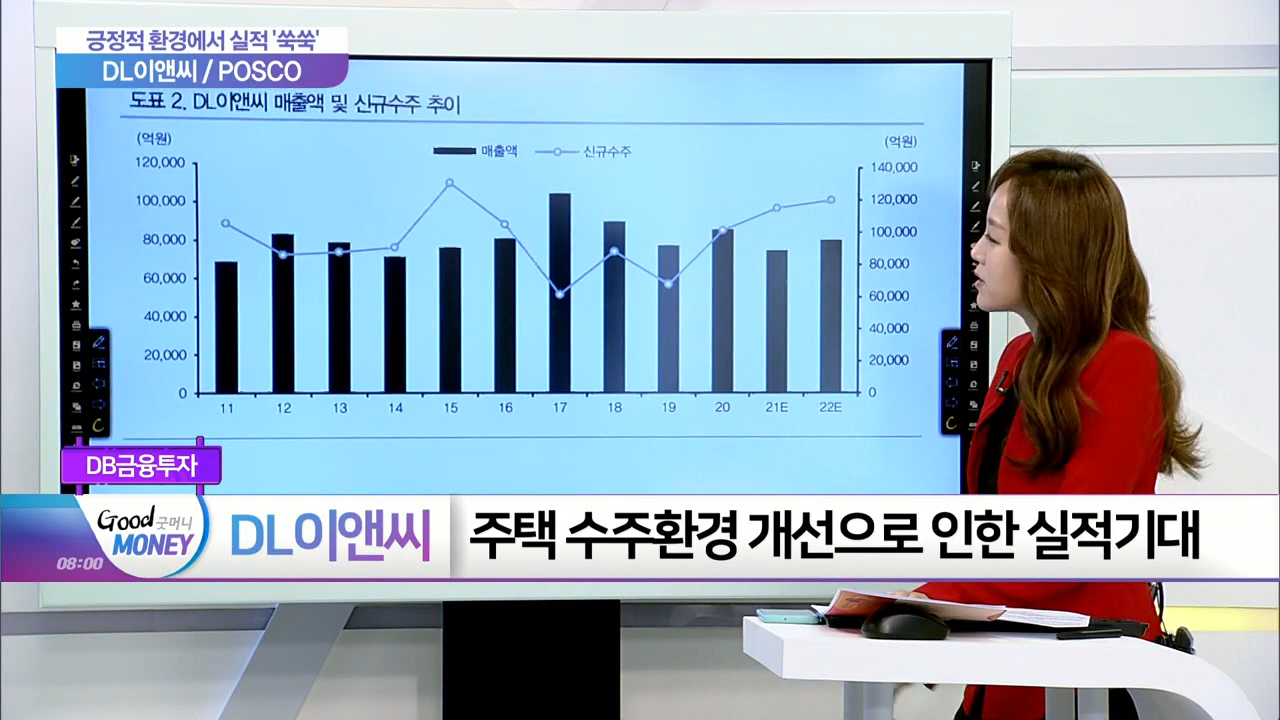 긍정적 환경에서 실적 '쑥쑥'
DL이앤씨 / POSCO
도표 2. DL이앤씨 매출액 및 신규수주 추이
(억원)
(억원)
매출액
신규수주
120,000
100,000
80,000
60,000
40,000
20,000
0
140,000
120,000
100,000
80,000
60,000
40,000
20,000
0
11 12 13 14 15 16 17 18 19 20 21E 22E
DB금융투자
Good 굿머니
MONEY
08:00
DL이앤씨
주택 수주환경 개선으로 인한 실적기대